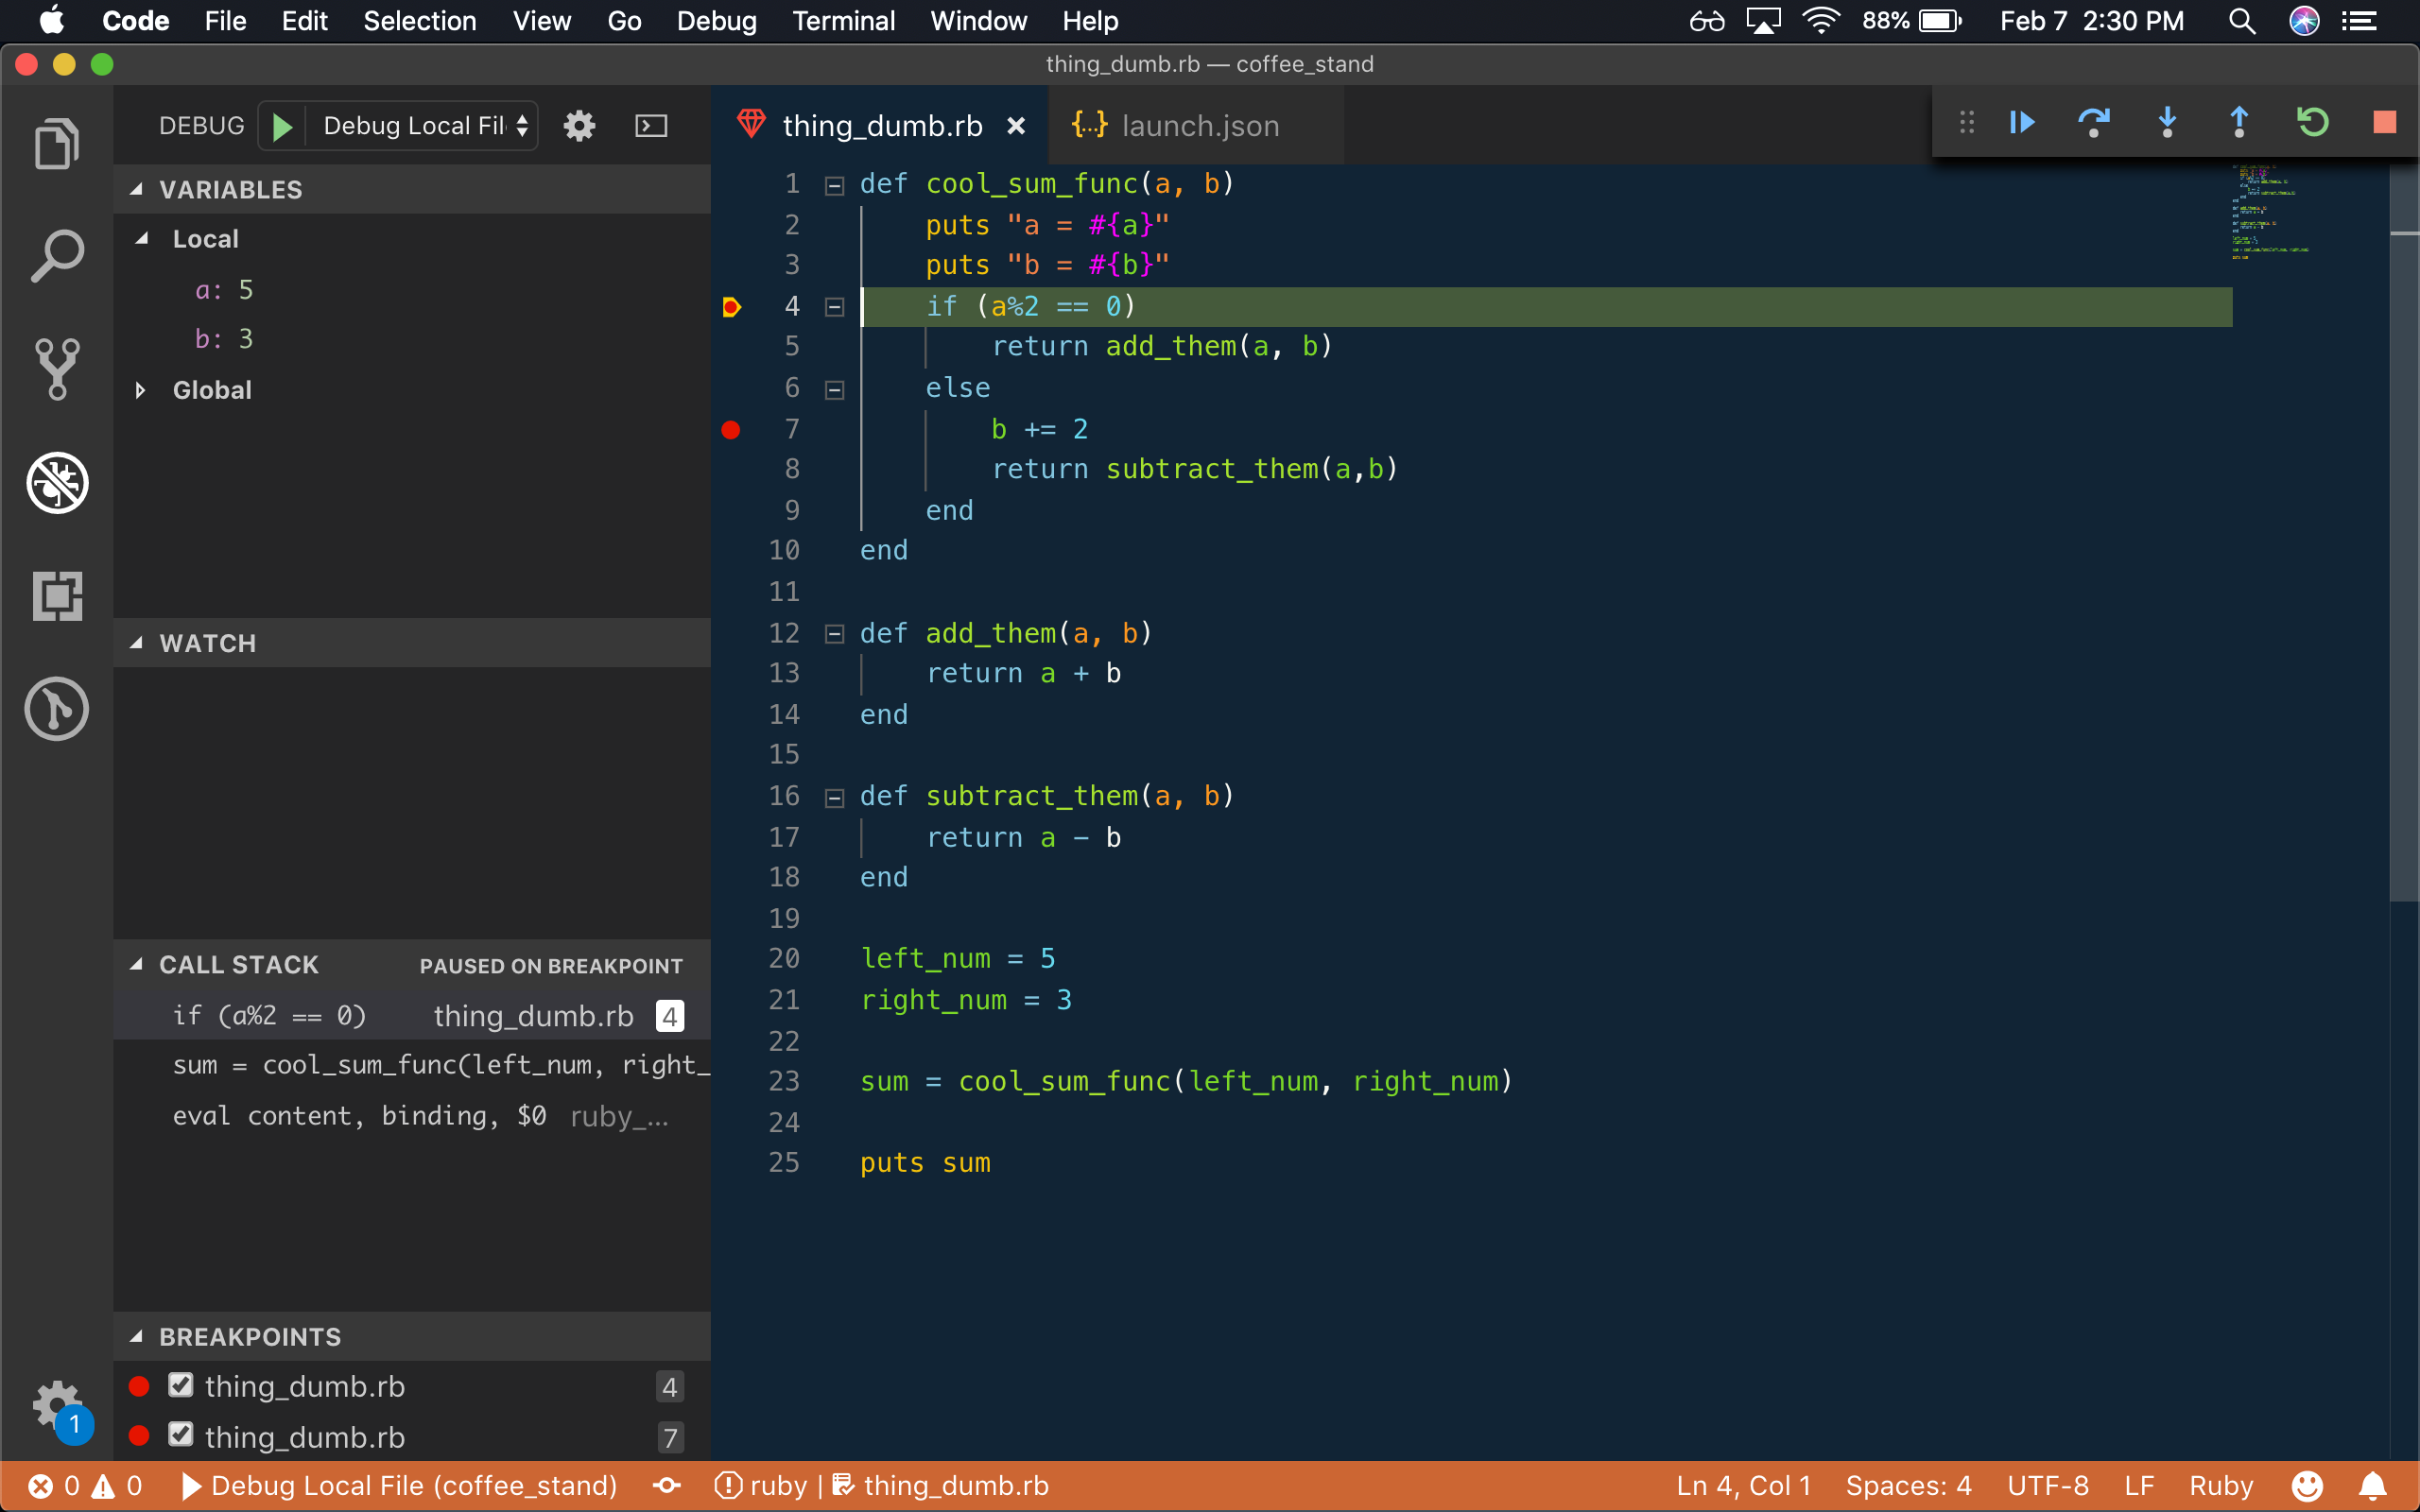 Code File Edit Selection View Go Debug Terminal Window Help 88% Feb 7 2:30 PM
thing_dumb.rb — coffee_stand
DEBUG Debug Local Fil
VARIABLES
Local
a: 5
b: 3
Global
WATCH
CALL STACK PAUSED ON BREAKPOINT
if (a%2 == 0) thing_dumb.rb 4
sum = cool_sum_func(left_num, right_
eval content, binding, $0 ruby_...
BREAKPOINTS
thing_dumb.rb 4
thing_dumb.rb 7
thing_dumb.rb {..} launch.json
1 def cool_sum_func(a, b)
2     puts "a = #{a}"
3     puts "b = #{b}"
4     if (a%2 == 0)
5         return add_them(a, b)
6     else
7         b += 2
8         return subtract_them(a,b)
9     end
10 end
11
12 def add_them(a, b)
13     return a + b
14 end
15
16 def subtract_them(a, b)
17     return a - b
18 end
19
20 left_num = 5
21 right_num = 3
22
23 sum = cool_sum_func(left_num, right_num)
24
25 puts sum
1
0 0 Debug Local File (coffee_stand) ruby | thing_dumb.rb Ln 4, Col 1 Spaces: 4 UTF-8 LF Ruby